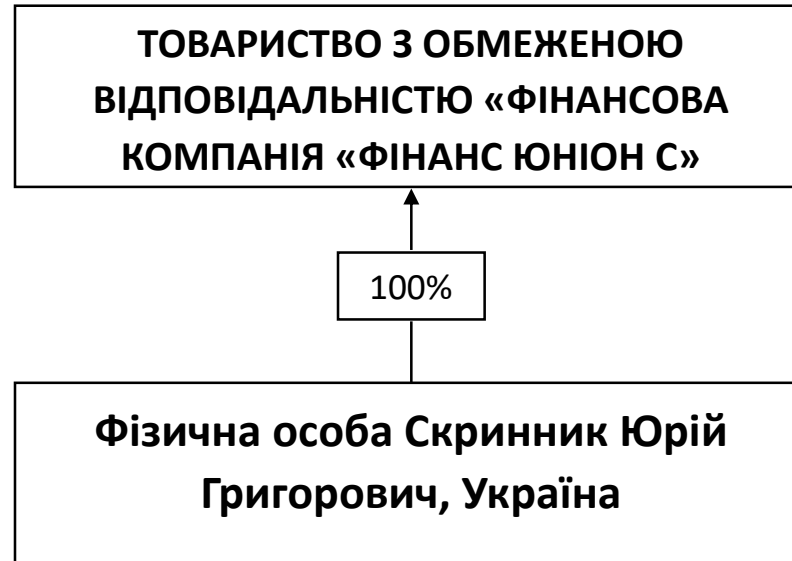 ТОВАРИСТВО З ОБМЕЖЕНОЮ
ВІДПОВІДАЛЬНІСТЮ «ФІНАНСОВА
КОМПАНІЯ «ФІНАНС ЮНІОН С»
100%
Фізична особа Скринник Юрій
Григорович, Україна